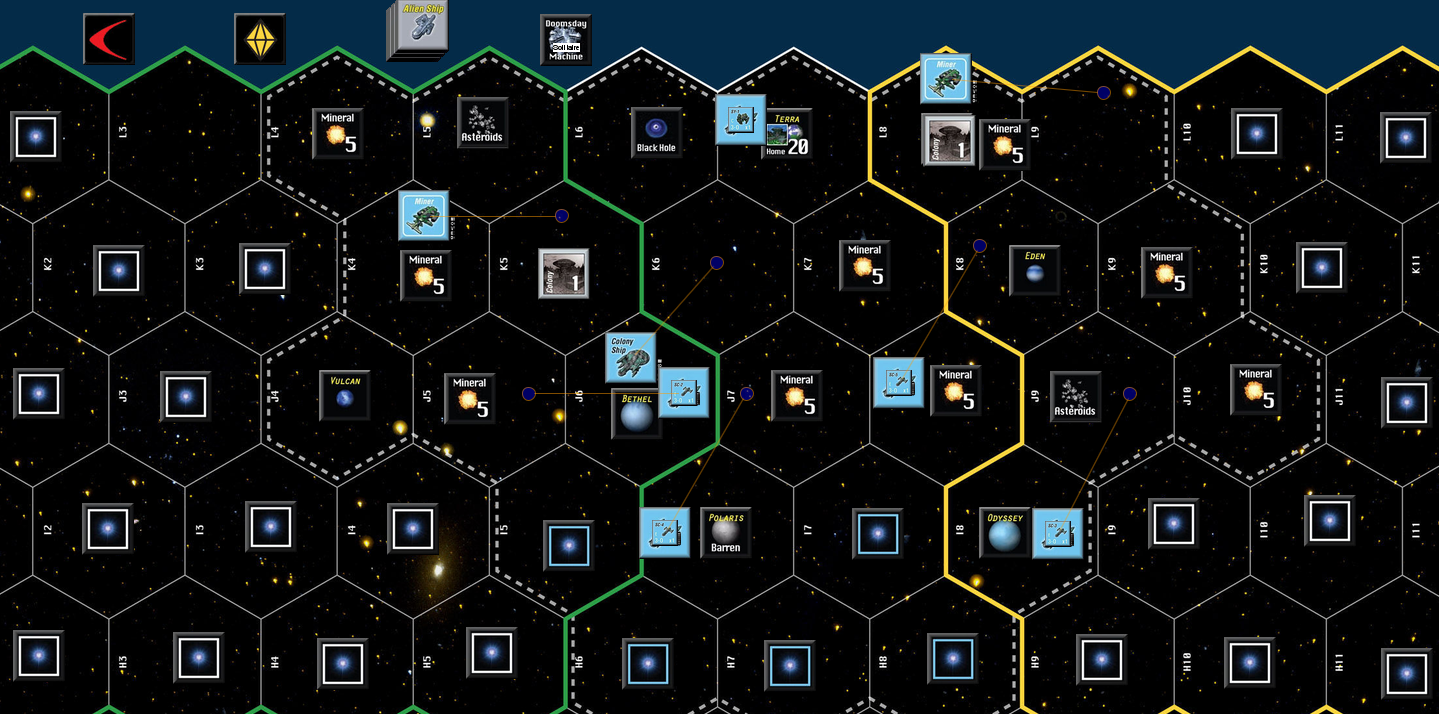 Alien Ship
Doomsday
Solitaire
Machine
Miner
L3
L4
Mineral
5
L5
Asteroids
L6
Black Hole
TERRA
Home 20
L8
Colony 1
Mineral
5
L9
L10
L11
Miner
K2
K3
K4
Mineral
5
K5
Colony 1
K6
K7
Mineral
5
K8
EDEN
K9
Mineral
5
K10
K11
Colony
Ship
J3
J4
VULCAN
J5
Mineral
5
J6
BETHEL
J7
Mineral
5
Mineral
5
J9
Asteroids
J10
Mineral
5
J11
I2
I3
I4
I5
POLARIS
Barren
I7
I8
ODYSSEY
I9
I10
I11
H3
H4
H5
H6
H7
H8
H9
H10
H11